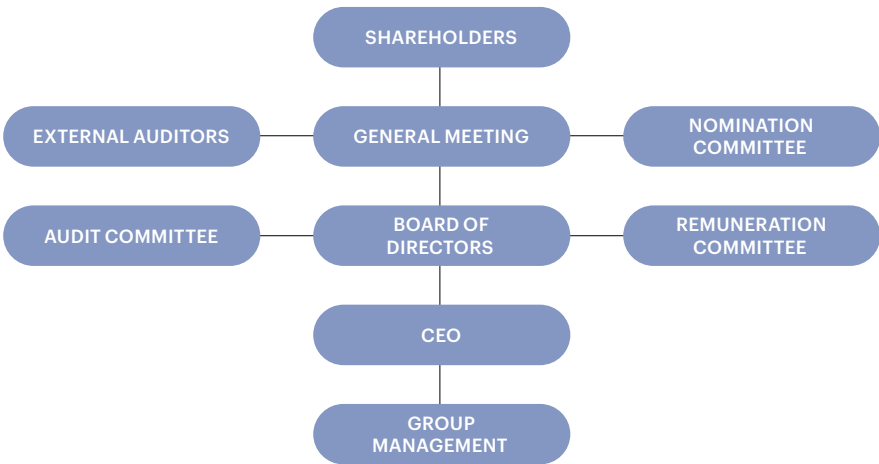 SHAREHOLDERS
EXTERNAL AUDITORS
GENERAL MEETING
NOMINATION
COMMITTEE
AUDIT COMMITTEE
BOARD OF
DIRECTORS
REMUNERATION
COMMITTEE
CEO
GROUP
MANAGEMENT